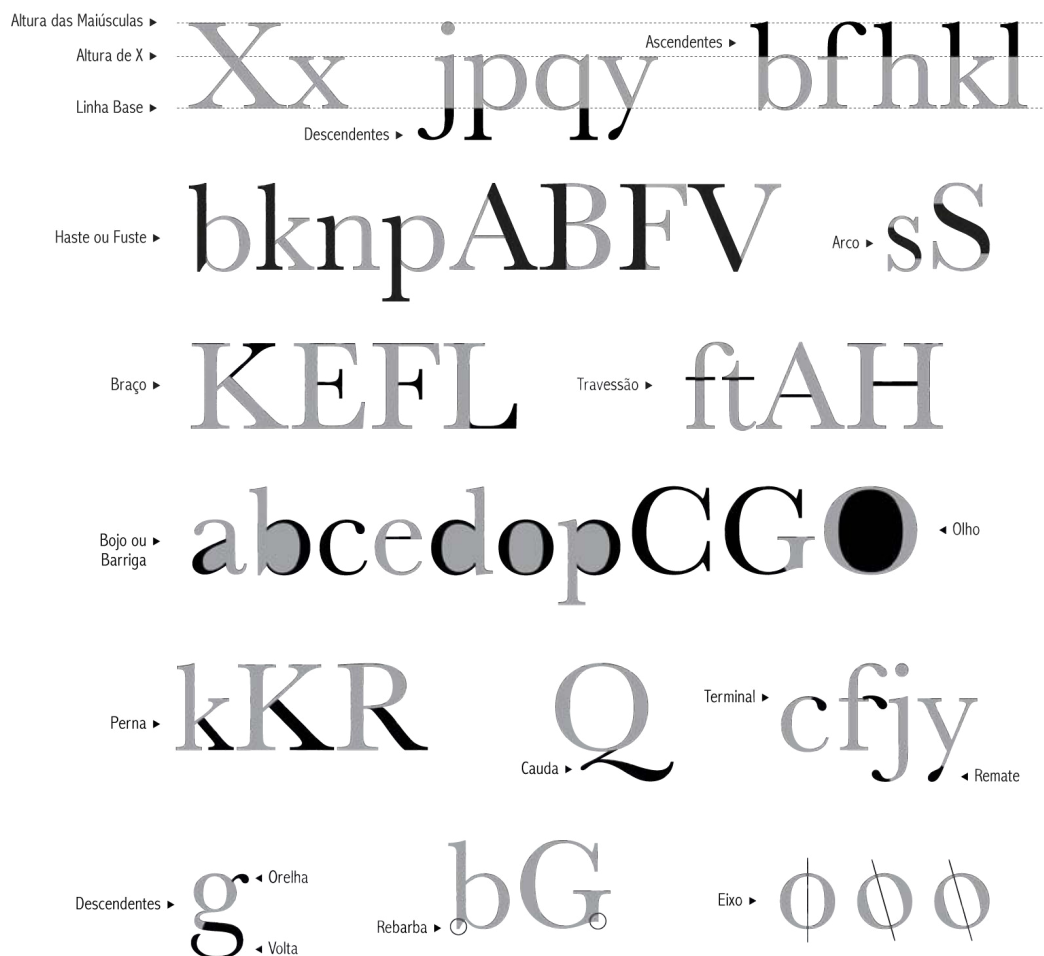 Altura das Maiúsculas
Altura de X
Linha Base
Xx
Descendentes
jpqy
Ascendentes
bfhkl
Haste ou Fuste
bknpABFV
Arco
sS
Braço
KEFL
Travessão
ftAH
Bojo ou
Barriga
abcedopCGO
Olho
Perna
kKR
Q
Cauda
Terminal
cfjy
Remate
Descendentes
g
Orelha
Volta
Rebarba
bG
Eixo
ooo